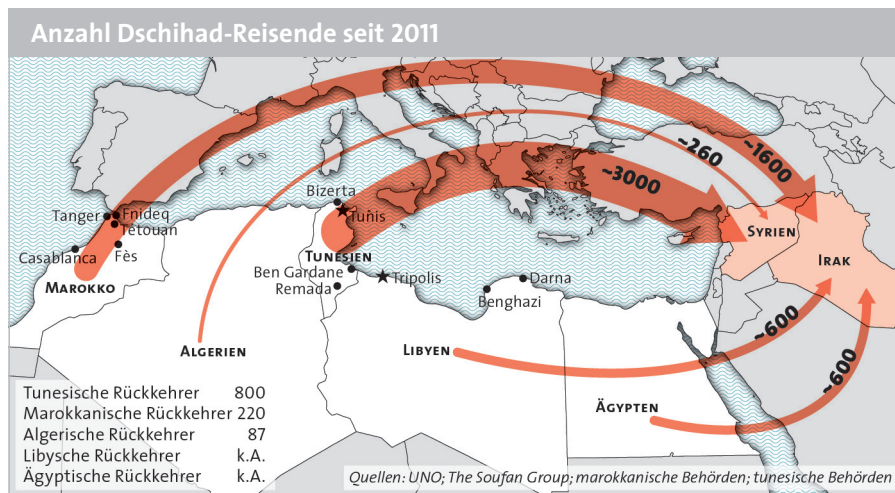 Anzahl Dschihad-Reisende seit 2011
~1600
~260
~3000
Bizerta
Tunis
Tanger
Fnideq
Tétouan
Fès
Casablanca
MAROKKO
TUNESIEN
Ben Gardane
Remada
Tripolis
Darna
Benghazi
SYRIEN
IRAK
ALGERIEN
LIBYEN
ÄGYPTEN
~600
~600
Tunesische Rückkehrer 800
Marokkanische Rückkehrer 220
Algerische Rückkehrer 87
Libysche Rückkehrer k.A.
Ägyptische Rückkehrer k.A.
Quellen: UNO; The Soufan Group; marokkanische Behörden; tunesische Behörden